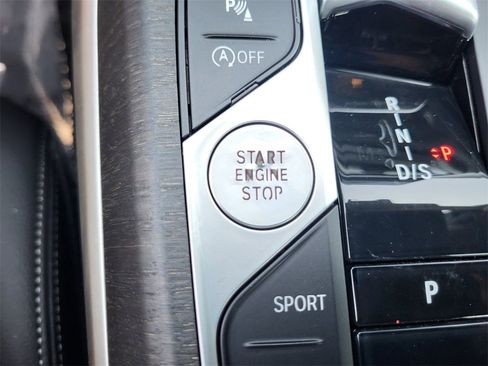 P
A OFF
START
ENGINE
STOP
SPORT
R
N
D/S
P
P